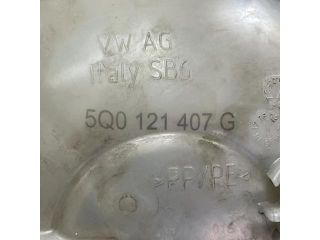 VW AG
Italy SB6
5Q0 121 407 G
>PP/PE<